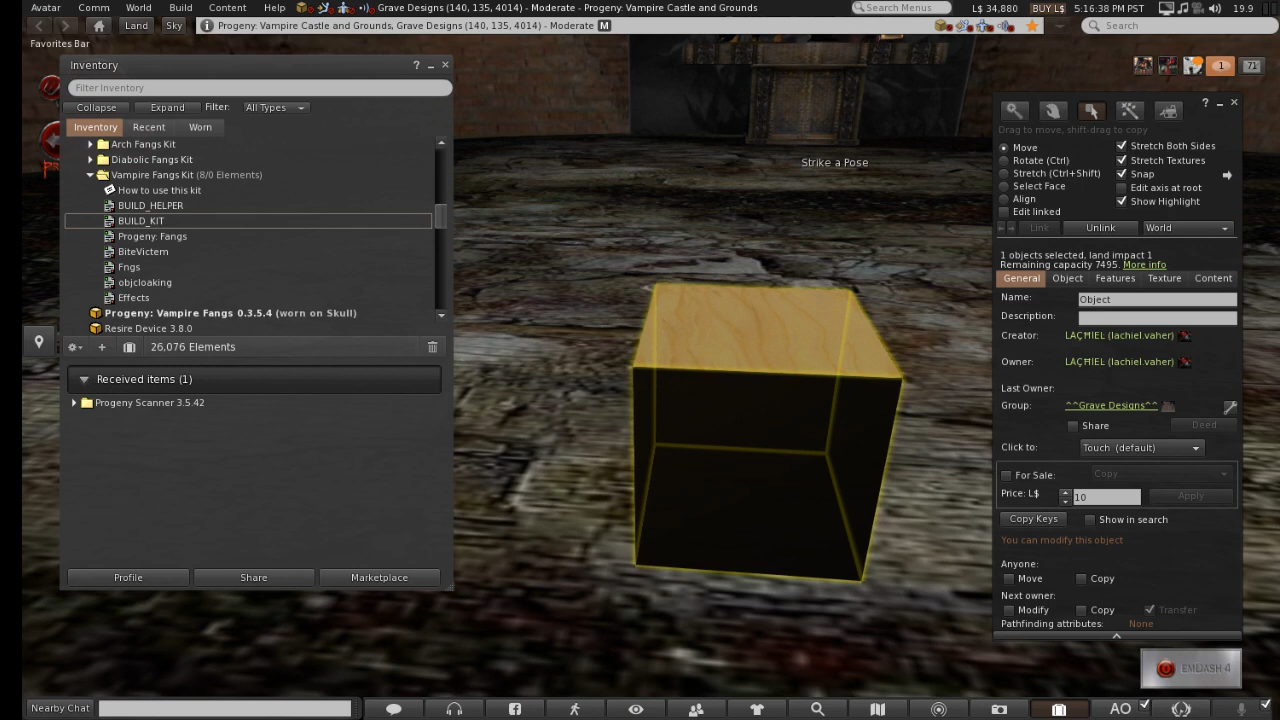 Avatar Comm World Build Content Help Grave Designs (140, 135, 4014) - Moderate - Progeny: Vampire Castle and Grounds Search Menus L$ 34,880 BUY L$ 5:16:38 PM PST 19.9
Land Sky Progeny: Vampire Castle and Grounds, Grave Designs (140, 135, 4014) - Moderate M Search
Favorites Bar
1 71
Inventory ? _ ×
Filter Inventory
Collapse Expand Filter: All Types
Inventory Recent Worn
Arch Fangs Kit
Diabolic Fangs Kit
Vampire Fangs Kit (8/0 Elements)
How to use this kit
BUILD_HELPER
BUILD_KIT
Progeny: Fangs
BiteVictem
Fngs
objcloaking
Effects
Progeny: Vampire Fangs 0.3.5.4 (worn on Skull)
Resire Device 3.8.0
26,076 Elements
Received items (1)
Progeny Scanner 3.5.42
Profile Share Marketplace
Strike a Pose
? _ ×
Drag to move, shift-drag to copy
Move Stretch Both Sides
Rotate (Ctrl) Stretch Textures
Stretch (Ctrl+Shift) Snap
Select Face Edit axis at root
Align Show Highlight
Edit linked
Link Unlink World
1 objects selected, land impact 1
Remaining capacity 7495. More info
General Object Features Texture Content
Name: Object
Description:
Creator: LAÇӇIEL (lachiel.vaher)
Owner: LAÇӇIEL (lachiel.vaher)
Last Owner:
Group: ^^Grave Designs^^
Share Deed
Click to: Touch (default)
For Sale: Copy
Price: L$ 10 Apply
Copy Keys Show in search
You can modify this object
Anyone:
Move Copy
Next owner:
Modify Copy Transfer
Pathfinding attributes: None
EMDASH 4
Nearby Chat AO